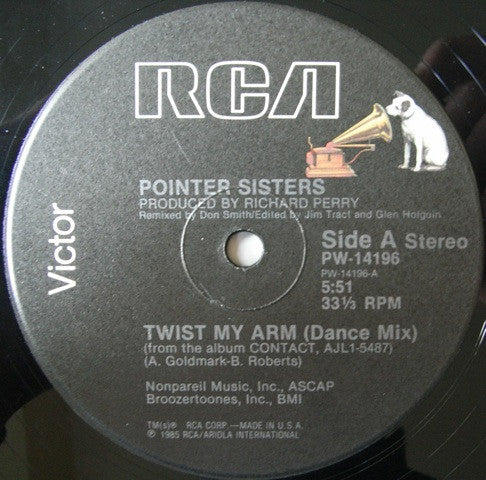 RCA
Victor
POINTER SISTERS
PRODUCED BY RICHARD PERRY
Remixed by Don Smith/Edited by Jim Tract and Glen Holguin
Side A Stereo
PW-14196
PW-14196-A
5:51
33⅓ RPM
TWIST MY ARM (Dance Mix)
(from the album CONTACT, AJL1-5487)
(A. Goldmark-B. Roberts)
Nonpareil Music, Inc., ASCAP
Broozertoones, Inc., BMI
TM(s)® RCA CORP.—MADE IN U.S.A.
℗ 1985 RCA/ARIOLA INTERNATIONAL